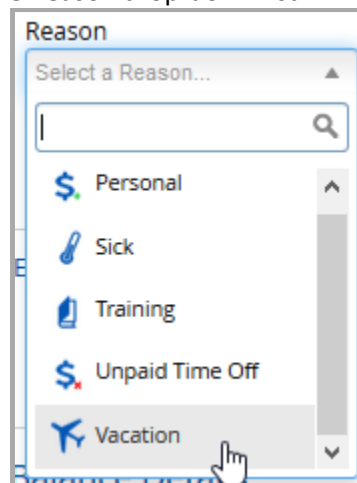 Reason
Select a Reason...
Personal
Sick
Training
Unpaid Time Off
Vacation